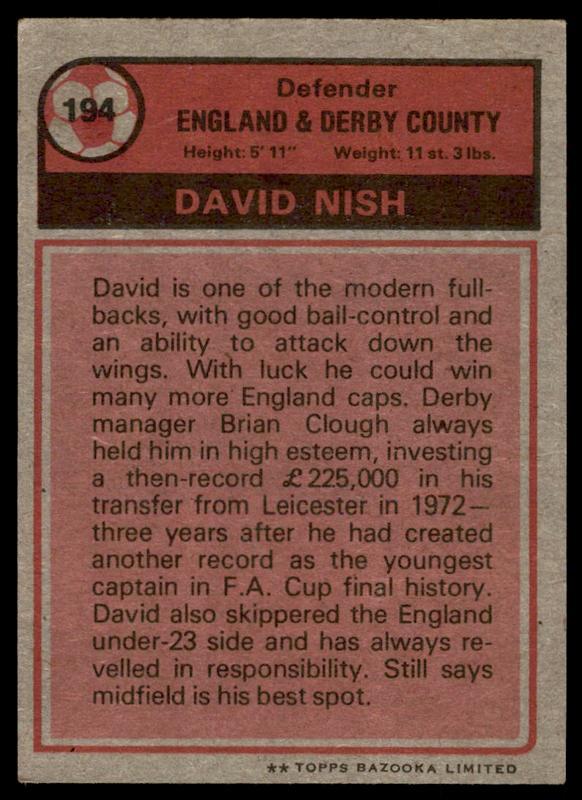 194
Defender
ENGLAND & DERBY COUNTY
Height: 5' 11" Weight: 11 st. 3 lbs.
DAVID NISH
David is one of the modern full-
backs, with good ball-control and
an ability to attack down the
wings. With luck he could win
many more England caps. Derby
manager Brian Clough always
held him in high esteem, investing
a then-record £225,000 in his
transfer from Leicester in 1972—
three years after he had created
another record as the youngest
captain in F.A. Cup final history.
David also skippered the England
under-23 side and has always re-
velled in responsibility. Still says
midfield is his best spot.
** TOPPS BAZOOKA LIMITED